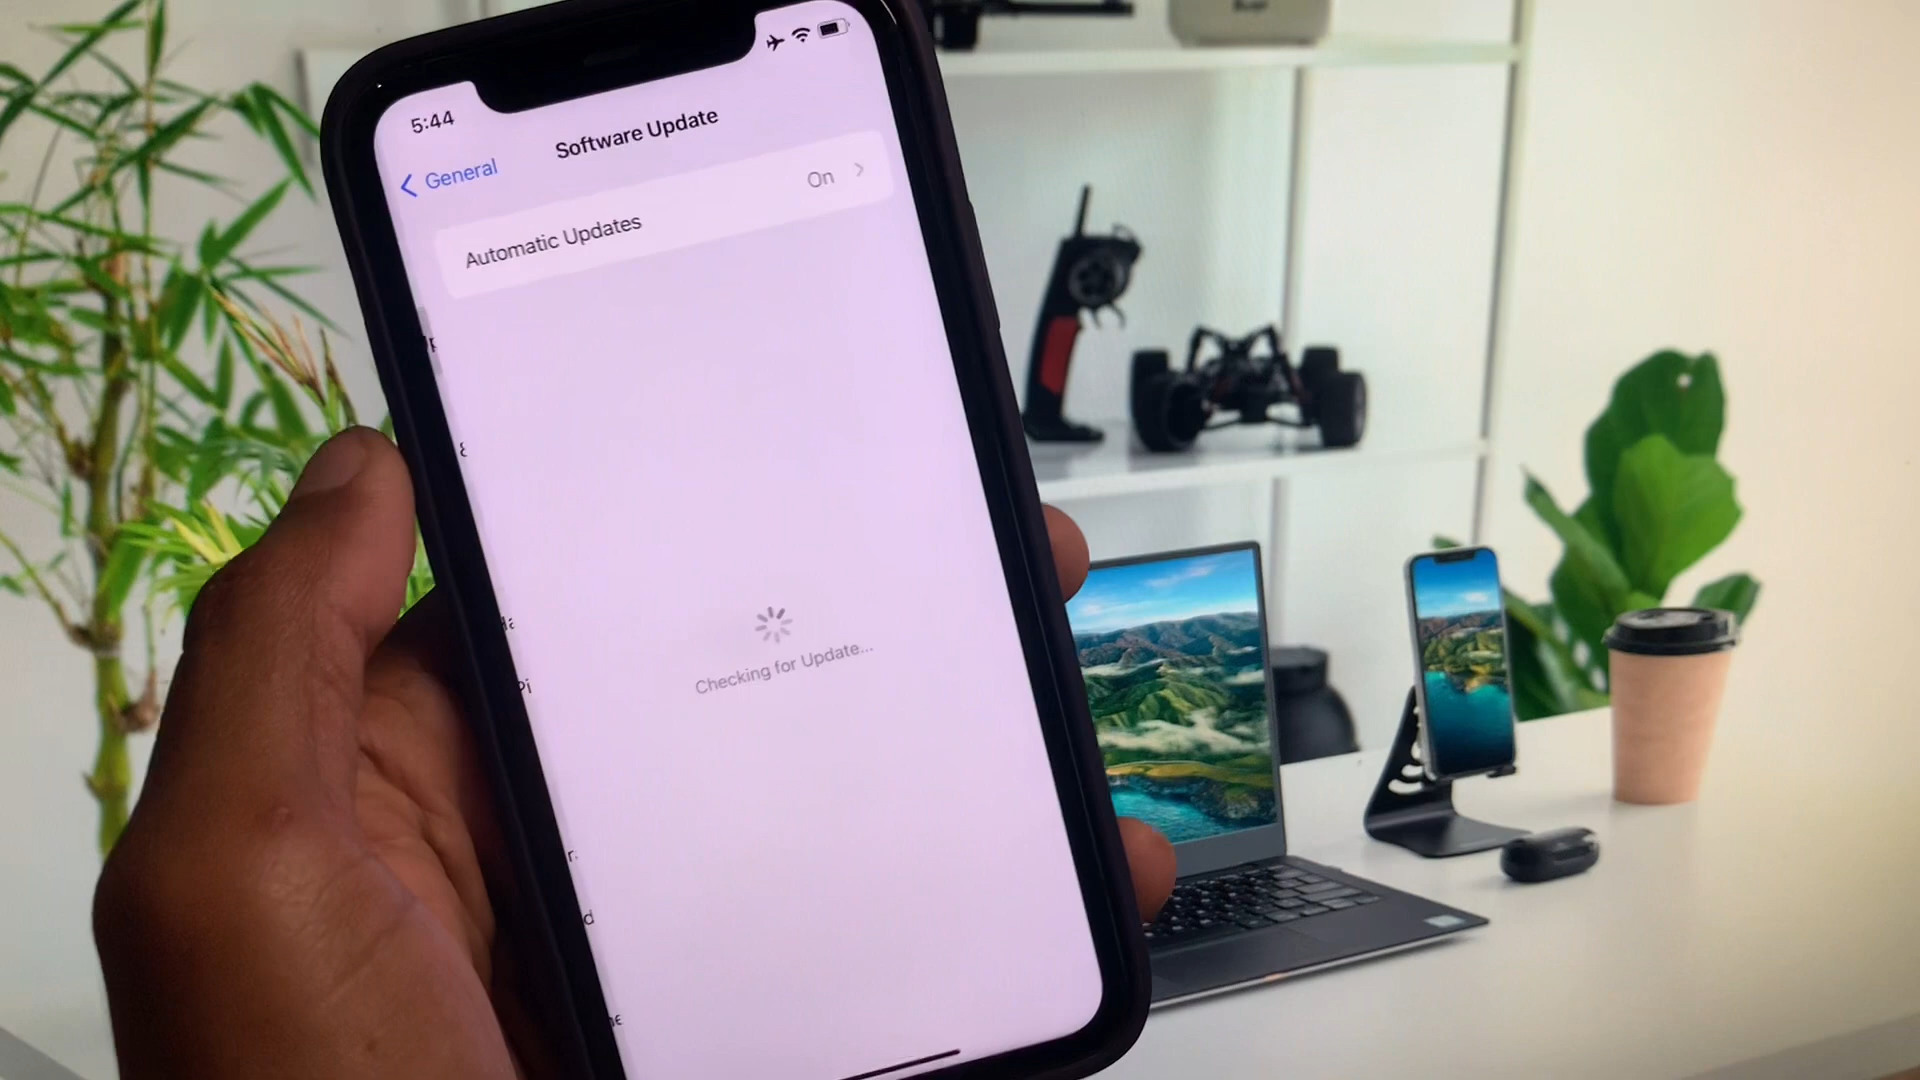 5:44
General
Software Update
Automatic Updates
On
Checking for Update...